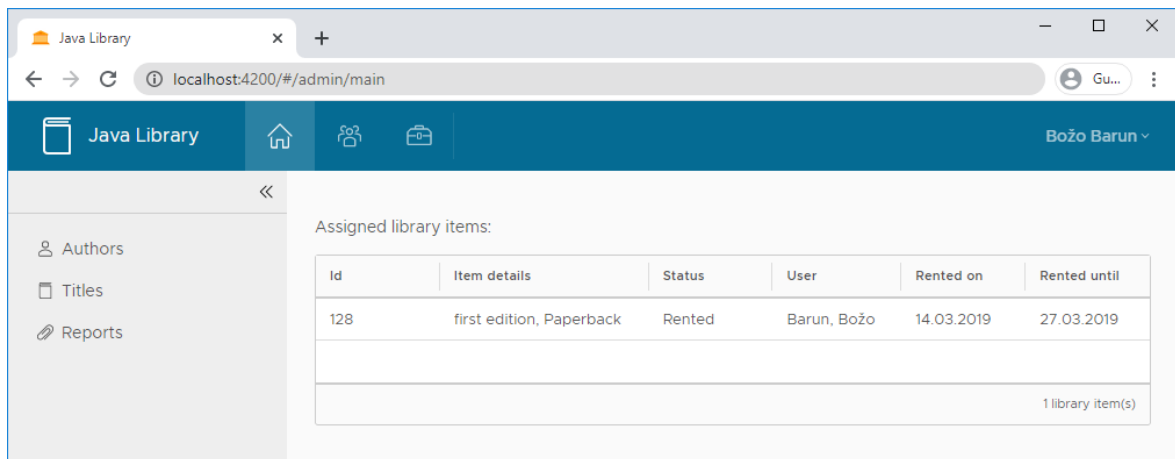 Java Library
localhost:4200/#/admin/main
Gu...
Java Library
Božo Barun
Authors
Titles
Reports
Assigned library items:
Id Item details Status User Rented on Rented until
128 first edition, Paperback Rented Barun, Božo 14.03.2019 27.03.2019
1 library item(s)